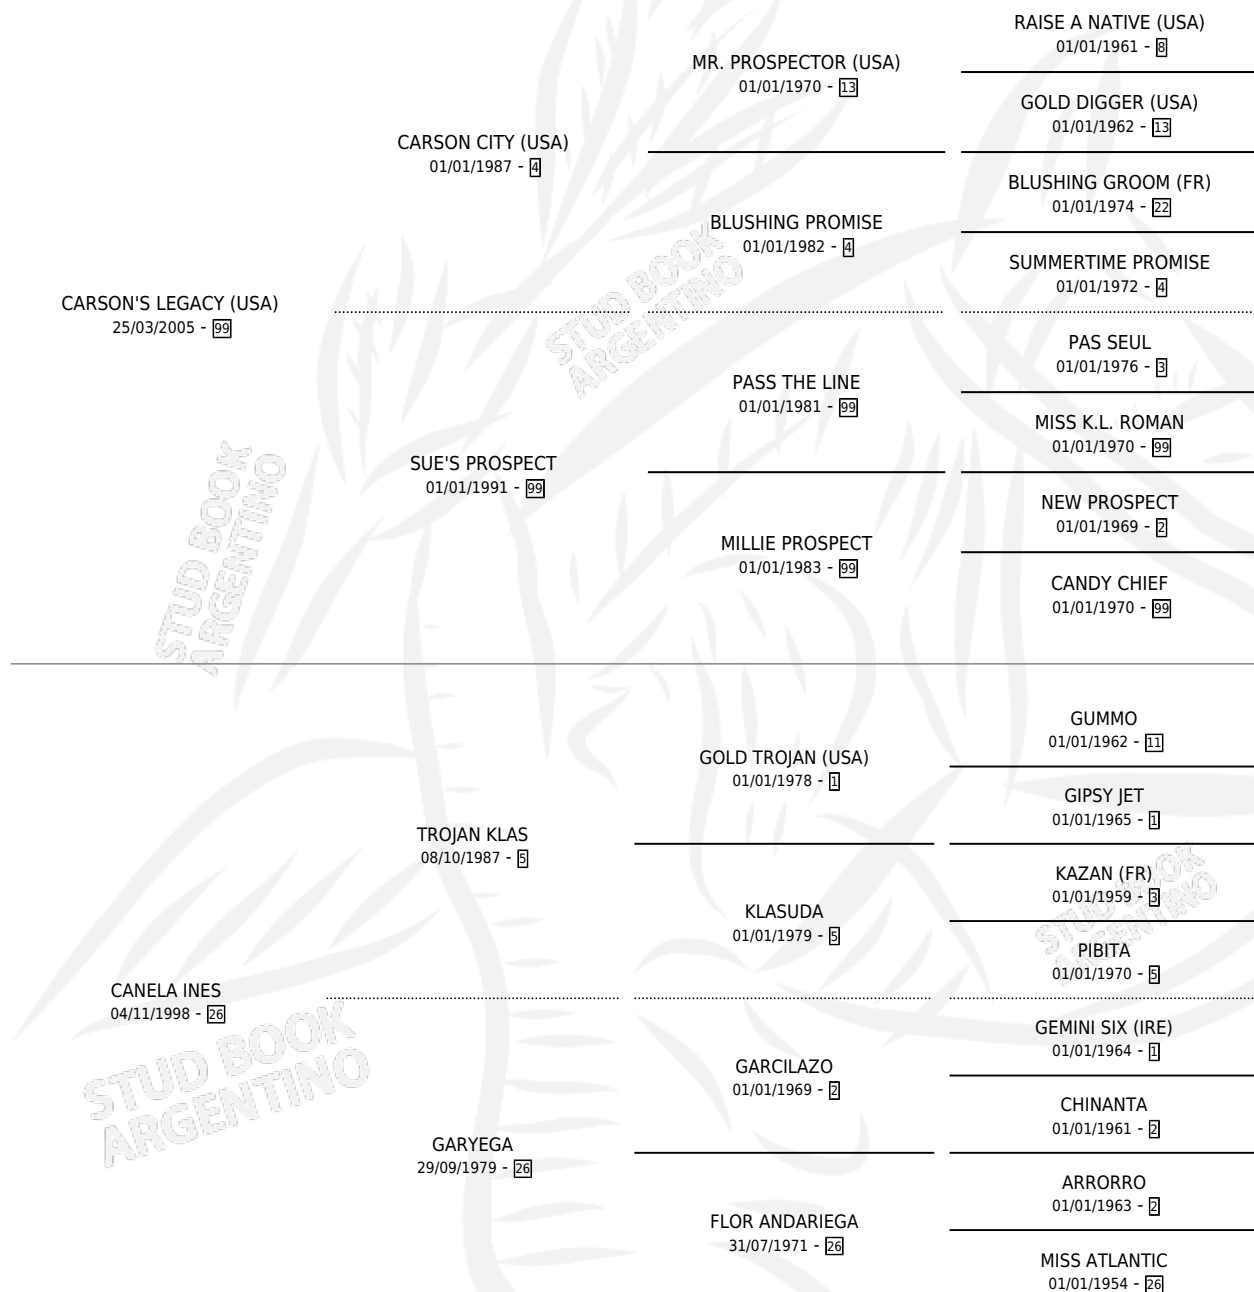 RAISE A NATIVE (USA)
01/01/1961 - 8
MR. PROSPECTOR (USA)
01/01/1970 - 13
GOLD DIGGER (USA)
01/01/1962 - 13
CARSON CITY (USA)
01/01/1987 - 4
BLUSHING GROOM (FR)
01/01/1974 - 22
BLUSHING PROMISE
01/01/1982 - 4
SUMMERTIME PROMISE
01/01/1972 - 4
CARSON'S LEGACY (USA)
25/03/2005 - 99
PAS SEUL
01/01/1976 - 3
PASS THE LINE
01/01/1981 - 99
MISS K.L. ROMAN
01/01/1970 - 99
SUE'S PROSPECT
01/01/1991 - 99
NEW PROSPECT
01/01/1969 - 2
MILLIE PROSPECT
01/01/1983 - 99
CANDY CHIEF
01/01/1970 - 99
GUMMO
01/01/1962 - 11
GOLD TROJAN (USA)
01/01/1978 - 1
GIPSY JET
01/01/1965 - 1
TROJAN KLAS
08/10/1987 - 5
KAZAN (FR)
01/01/1959 - 3
KLASUDA
01/01/1979 - 5
PIBITA
01/01/1970 - 5
CANELA INES
04/11/1998 - 26
GEMINI SIX (IRE)
01/01/1964 - 1
GARCILAZO
01/01/1969 - 2
CHINANTA
01/01/1961 - 2
GARYEGA
29/09/1979 - 26
ARRORRO
01/01/1963 - 2
FLOR ANDARIEGA
31/07/1971 - 26
MISS ATLANTIC
01/01/1954 - 26
STUD BOOK
ARGENTINO
STUD BOOK
ARGENTINO
STUD BOOK
ARGENTINO
STUD BOOK
ARGENTINO